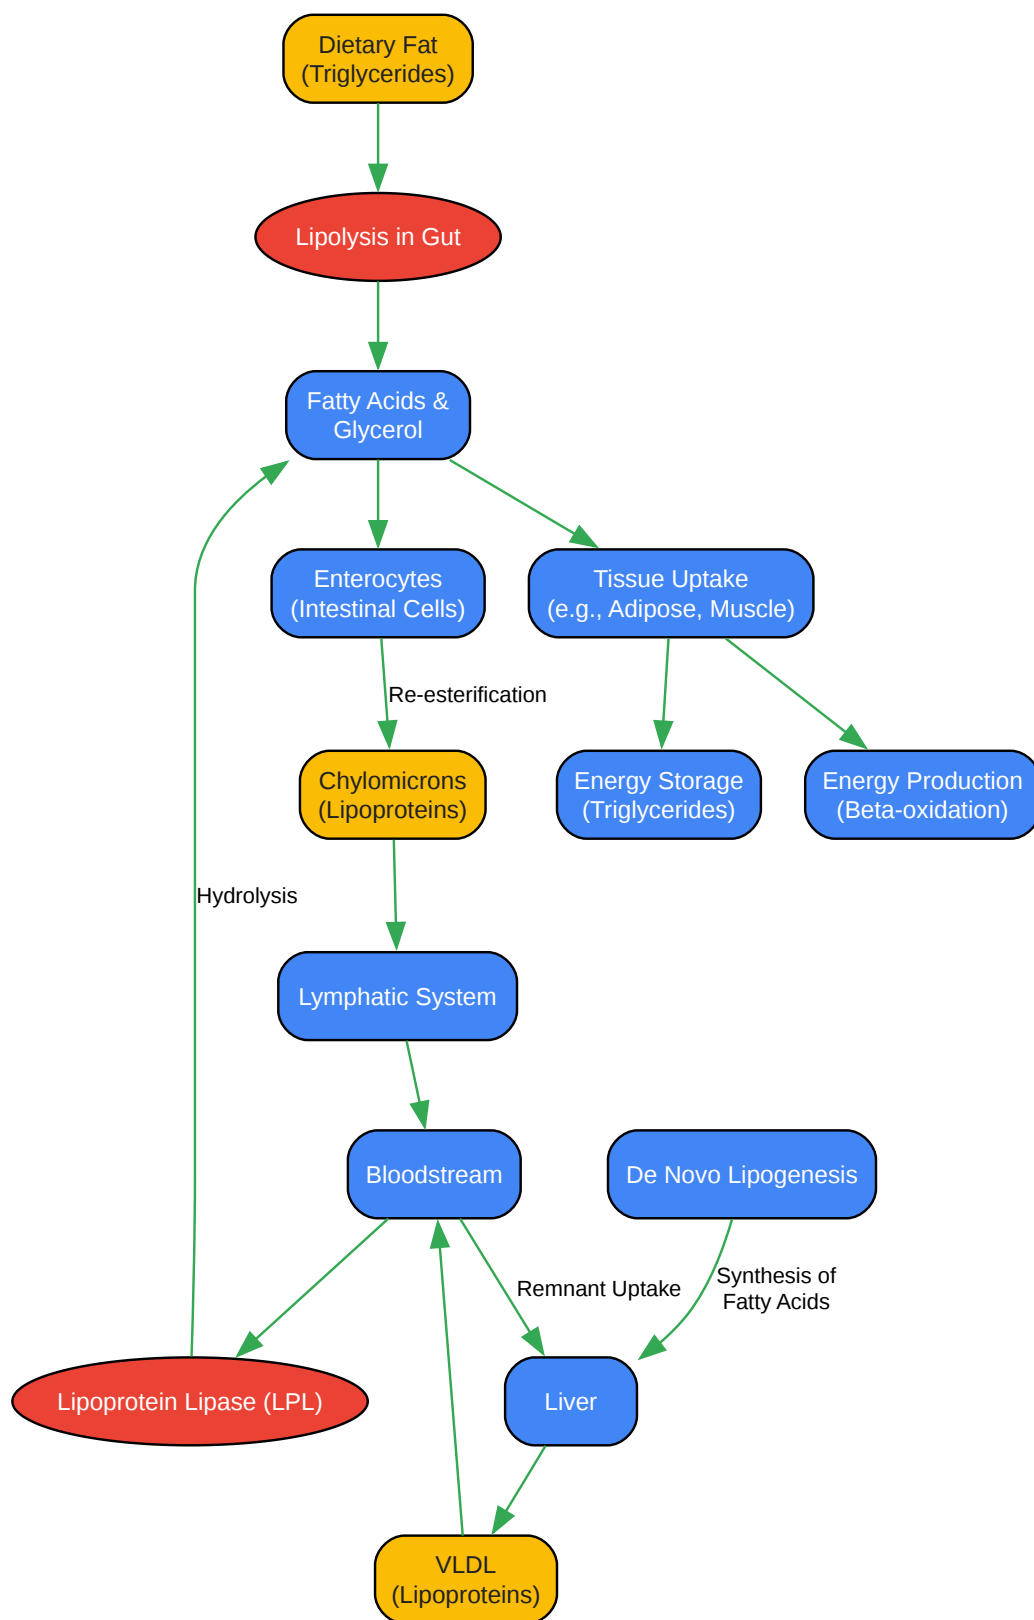 Dietary Fat
(Triglycerides)
Lipolysis in Gut
Fatty Acids &
Glycerol
Enterocytes
(Intestinal Cells)
Tissue Uptake
(e.g., Adipose, Muscle)
Re-esterification
Chylomicrons
(Lipoproteins)
Energy Storage
(Triglycerides)
Energy Production
(Beta-oxidation)
Hydrolysis
Lymphatic System
Bloodstream
De Novo Lipogenesis
Remnant Uptake
Synthesis of
Fatty Acids
Lipoprotein Lipase (LPL)
Liver
VLDL
(Lipoproteins)